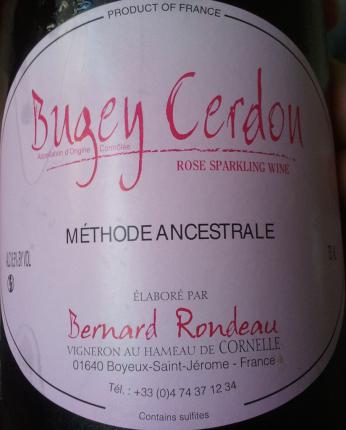 PRODUCT OF FRANCE
Bugey Cerdon
Appellation d'Origine Contrôlée
ROSE SPARKLING WINE
MÉTHODE ANCESTRALE
ÉLABORÉ PAR
Bernard Rondeau
VIGNERON AU HAMEAU DE CORNELLE
01640 Boyeux-Saint-Jérome - France
Tél. : +33 (0)4 74 37 12 34
Contains sulfites